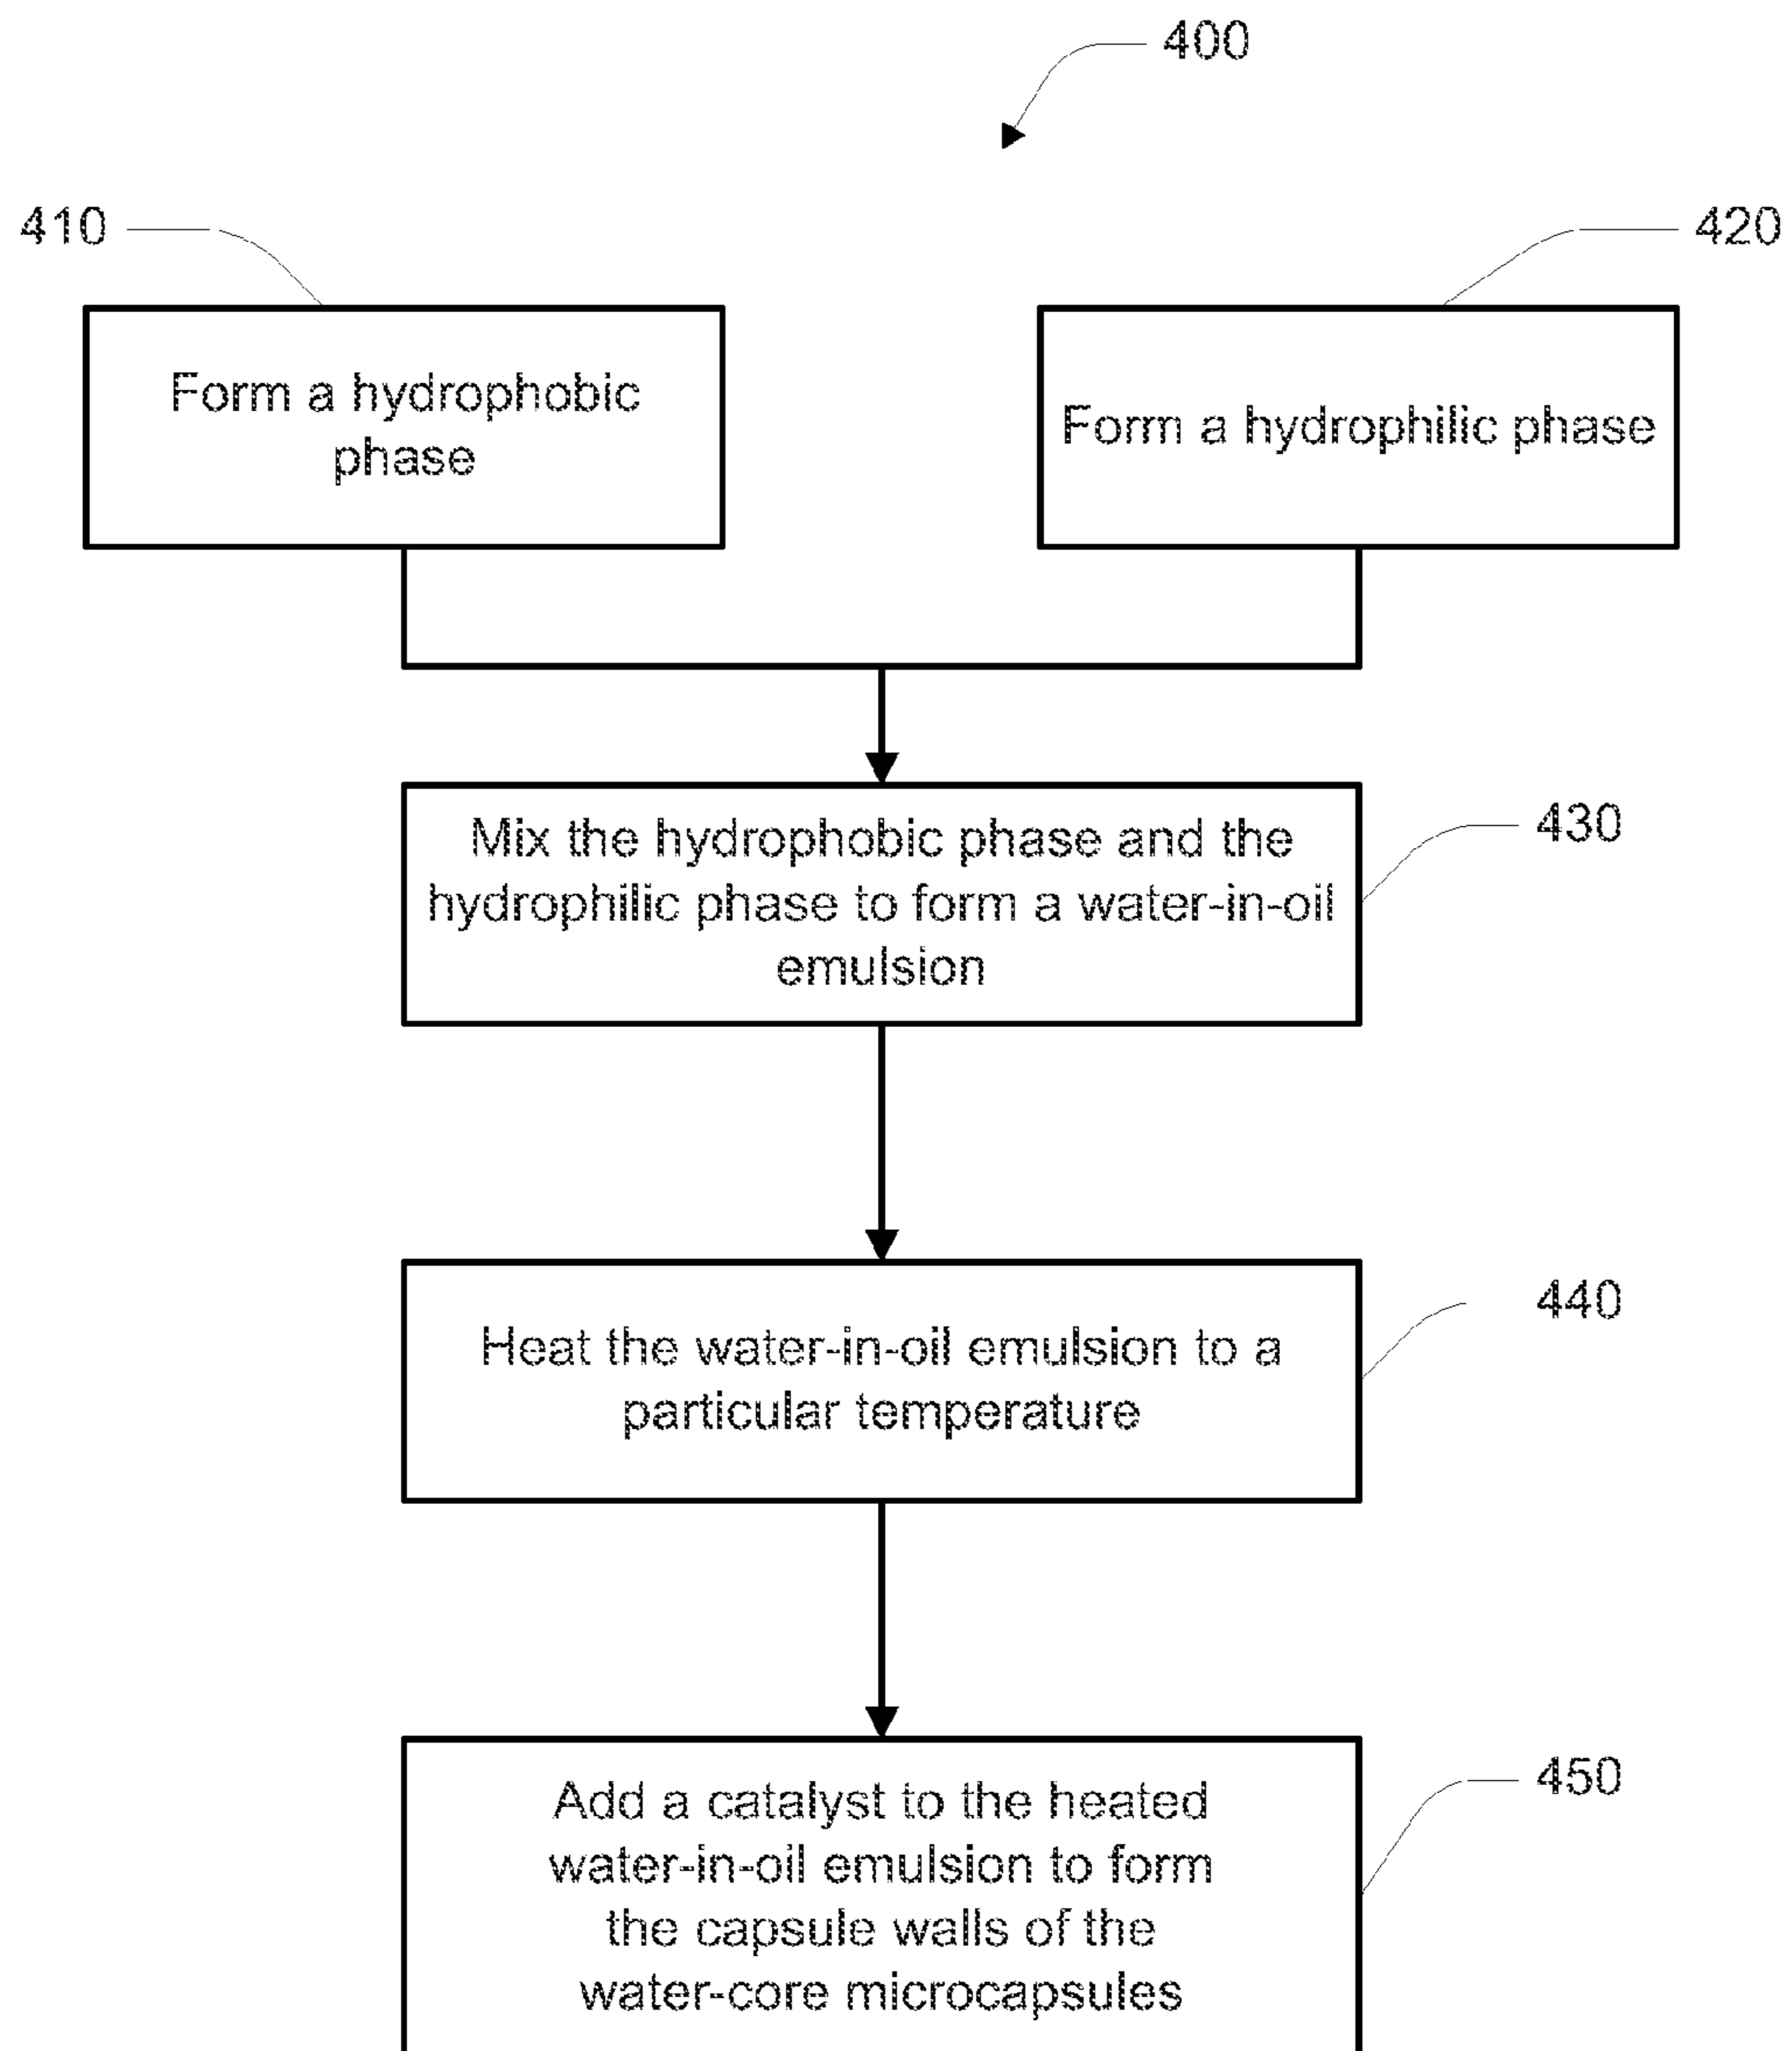 400
410
420
Form a hydrophobic
phase
Form a hydrophilic phase
Mix the hydrophobic phase and the
hydrophilic phase to form a water-in-oil
emulsion
430
Heat the water-in-oil emulsion to a
particular temperature
440
Add a catalyst to the heated
water-in-oil emulsion to form
the capsule walls of the
water-core microcapsules
450